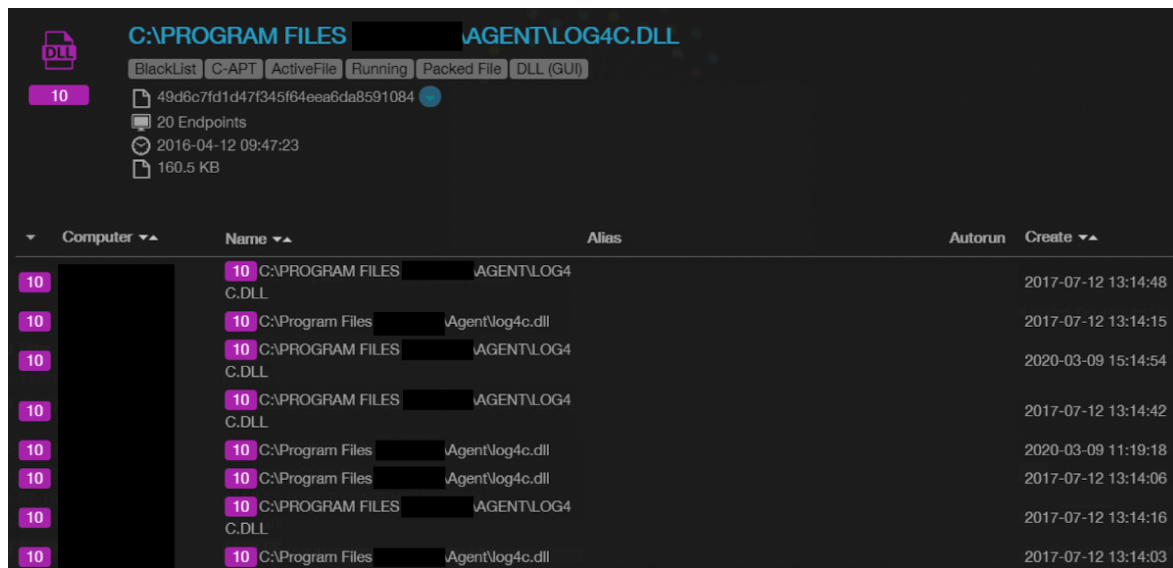 C:\PROGRAM FILES \AGENT\LOG4C.DLL
DLL
BlackList C-APT ActiveFile Running Packed File DLL (GUI)
10
49d6c7fd1d47f345f64eea6da8591084
20 Endpoints
2016-04-12 09:47:23
160.5 KB
Computer Name Alias Autorun Create
10 10 C:\PROGRAM FILES \AGENT\LOG4
C.DLL 2017-07-12 13:14:48
10 10 C:\Program Files \Agent\log4c.dll 2017-07-12 13:14:15
10 10 C:\PROGRAM FILES \AGENT\LOG4
C.DLL 2020-03-09 15:14:54
10 10 C:\PROGRAM FILES \AGENT\LOG4
C.DLL 2017-07-12 13:14:42
10 10 C:\Program Files \Agent\log4c.dll 2020-03-09 11:19:18
10 10 C:\Program Files \Agent\log4c.dll 2017-07-12 13:14:06
10 10 C:\PROGRAM FILES \AGENT\LOG4
C.DLL 2017-07-12 13:14:16
10 10 C:\Program Files \Agent\log4c.dll 2017-07-12 13:14:03